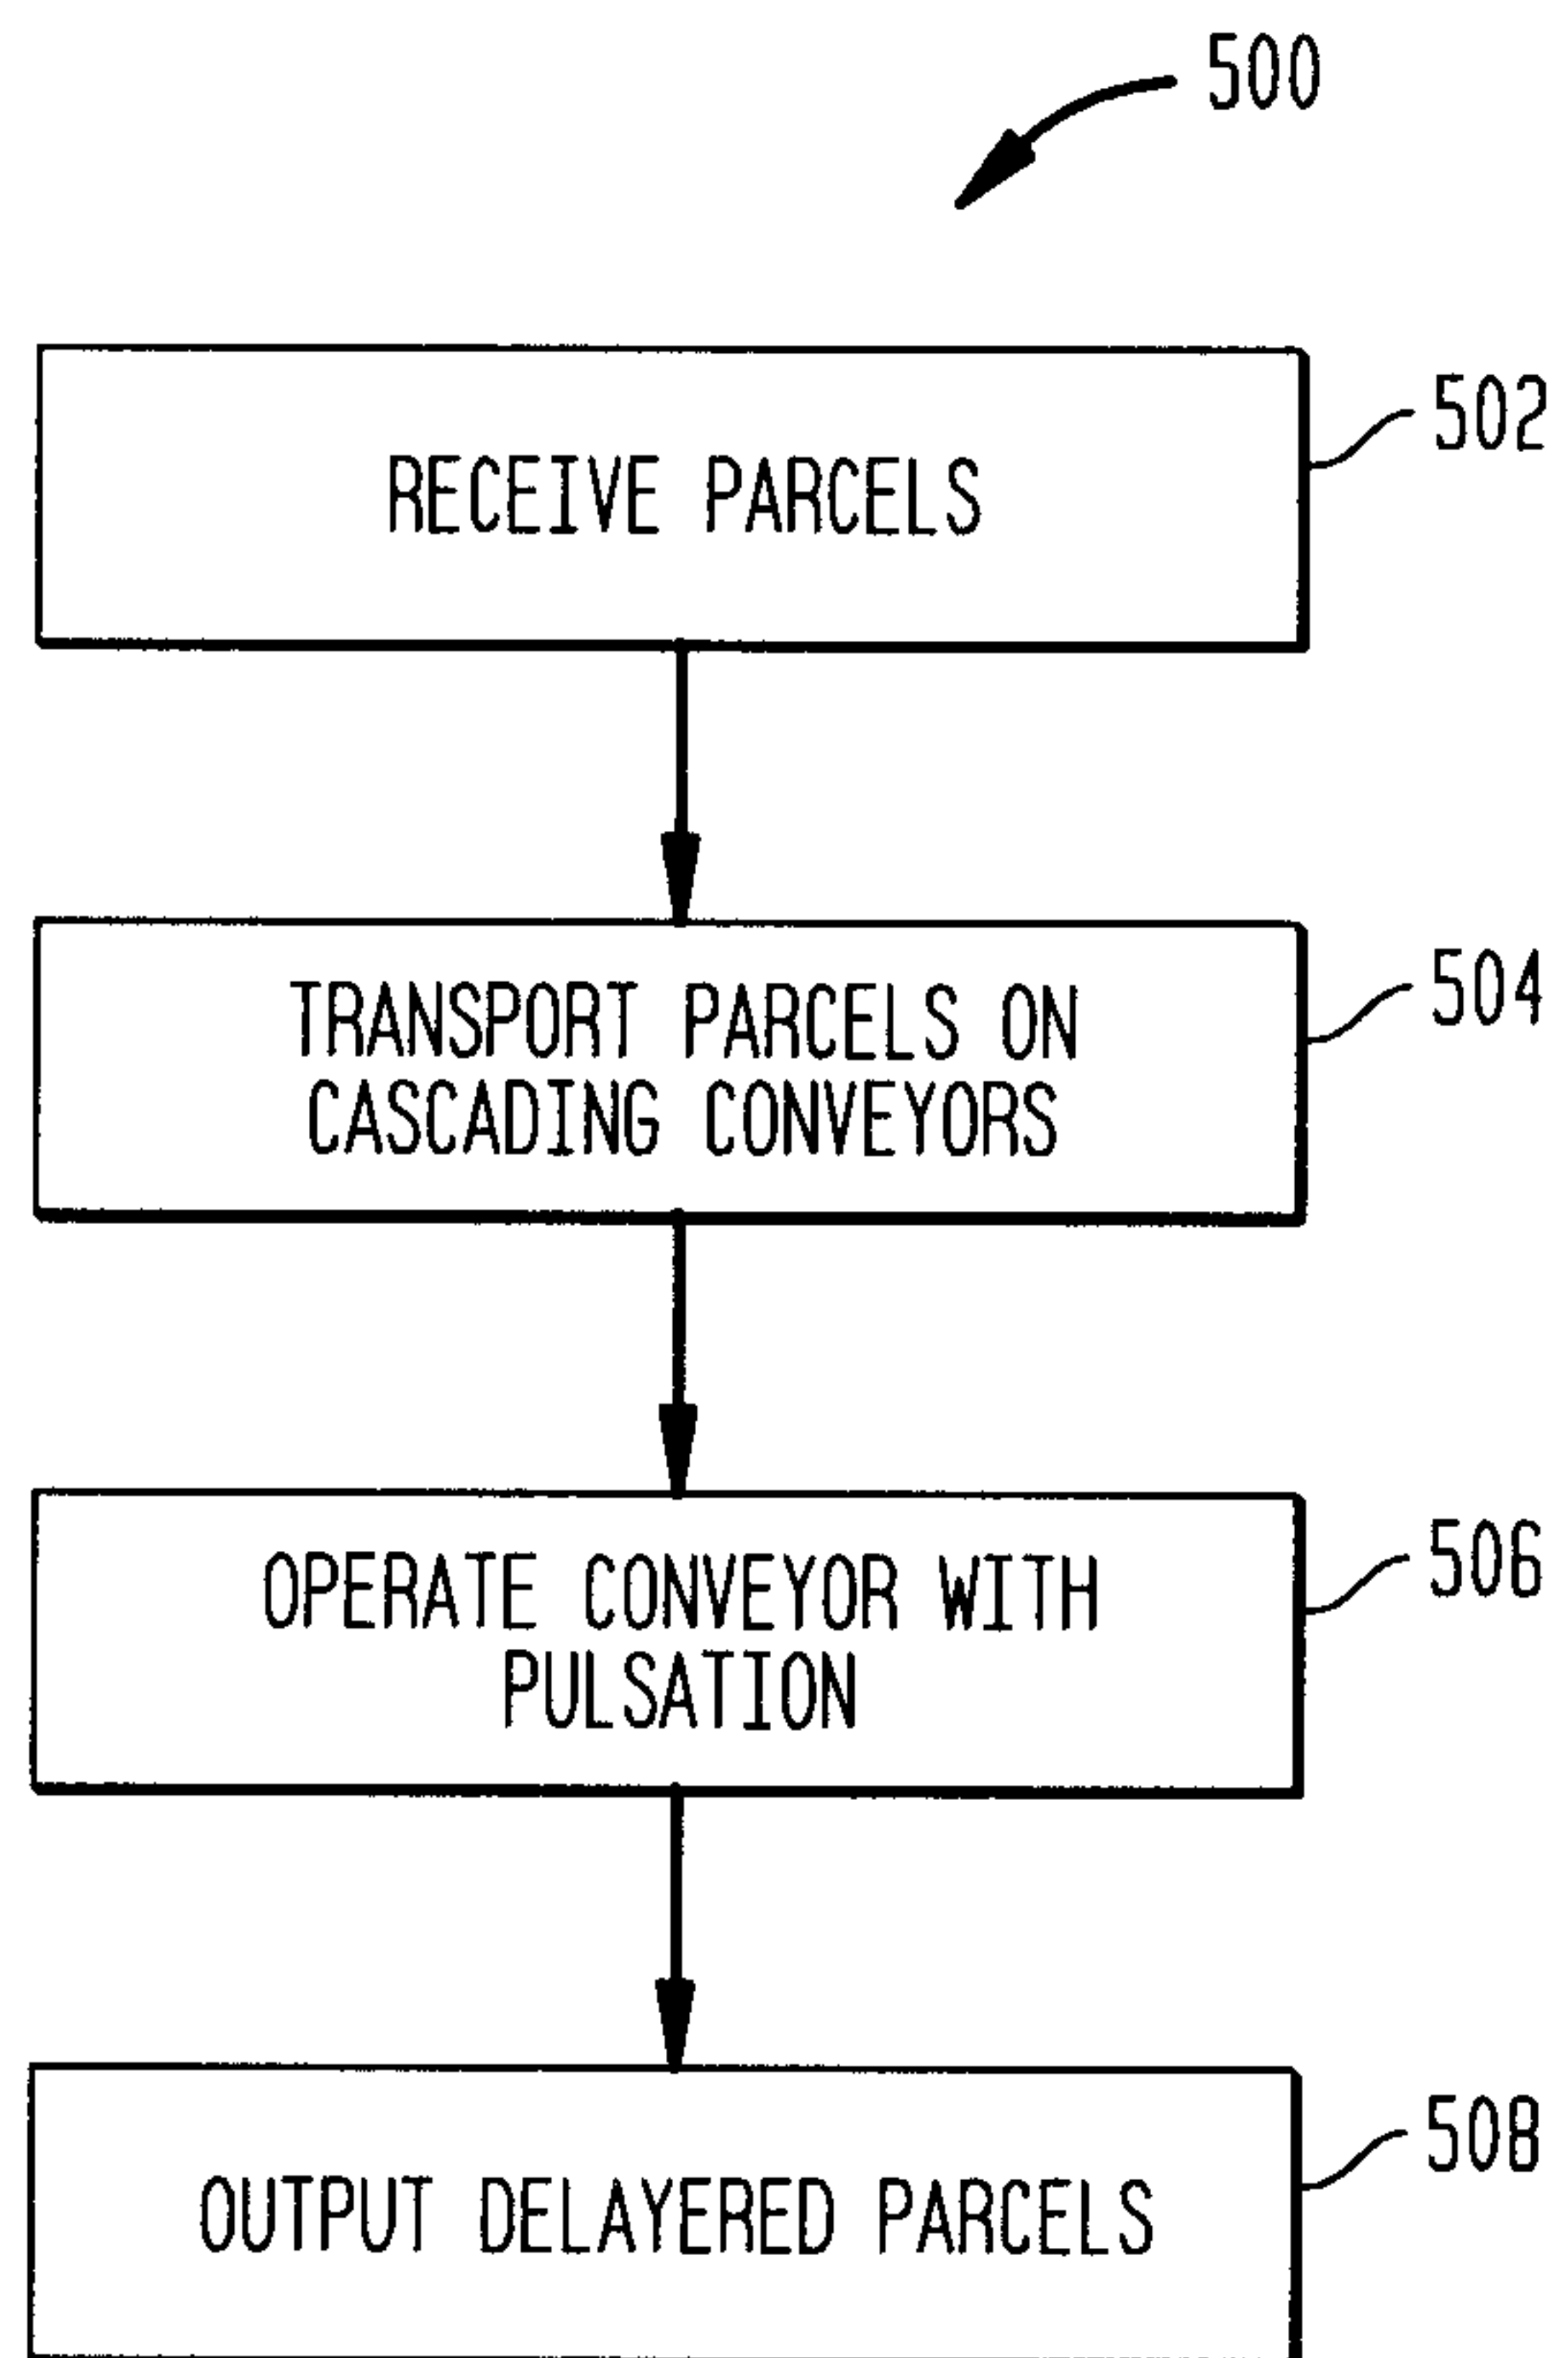 500
RECEIVE PARCELS
502
TRANSPORT PARCELS ON
CASCADING CONVEYORS
504
OPERATE CONVEYOR WITH
PULSATION
506
OUTPUT DELAYERED PARCELS
508